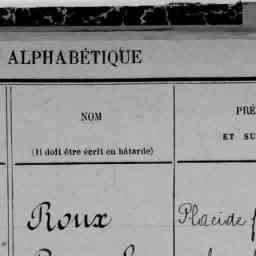 ALPHABÉTIQUE
NOM
(Il doit être écrit en bâtarde)
PRÉ
ET SU
Roux
Placide